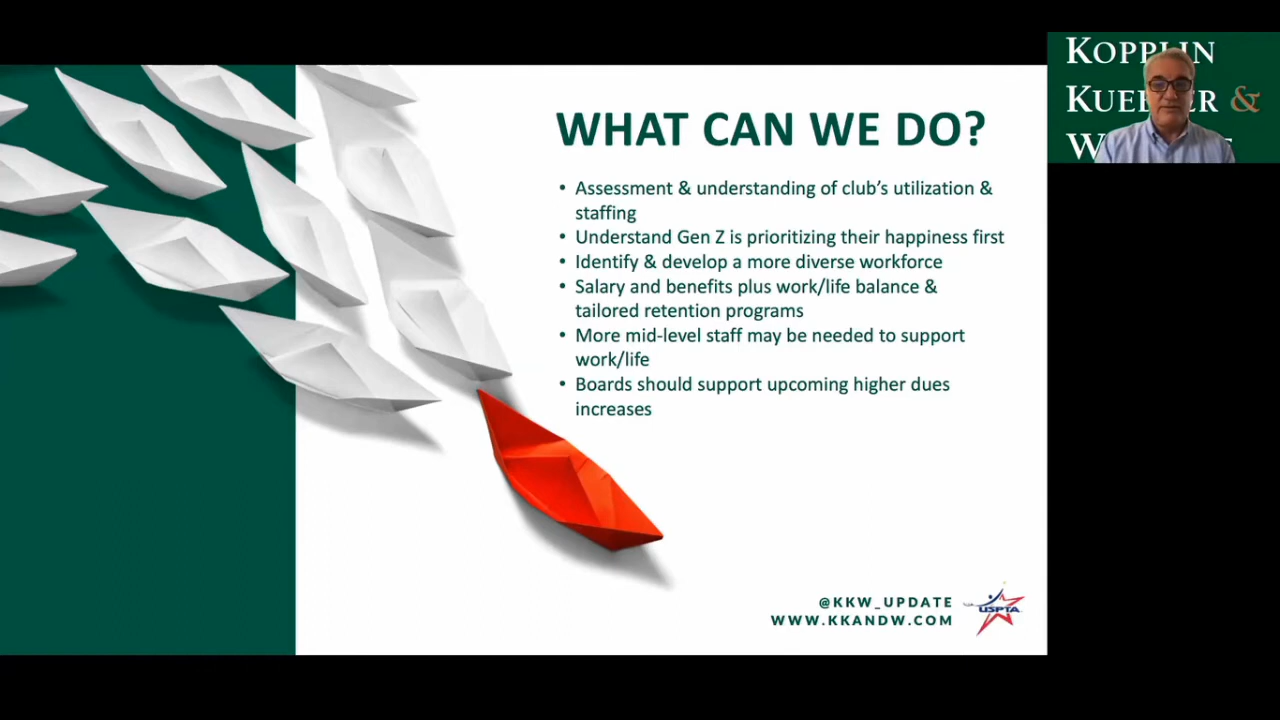 WHAT CAN WE DO?
• Assessment & understanding of club's utilization &
staffing
• Understand Gen Z is prioritizing their happiness first
• Identify & develop a more diverse workforce
• Salary and benefits plus work/life balance &
tailored retention programs
• More mid-level staff may be needed to support
work/life
• Boards should support upcoming higher dues
increases
@KKW_UPDATE
WWW.KKANDW.COM
USPTA
KOPPLIN
&